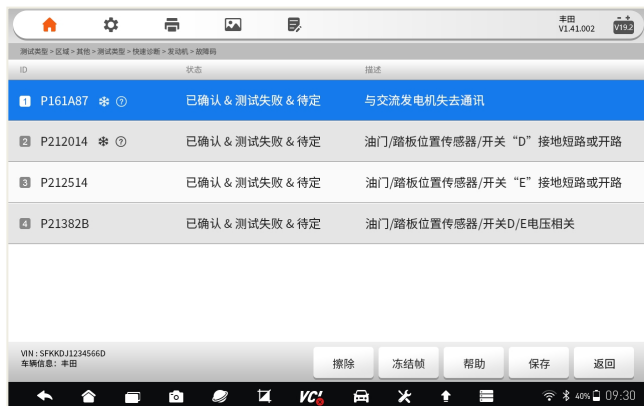 丰田
V1.41.002
V19.2
测试类型 > 区域 > 其他 > 测试类型 > 快速诊断 > 发动机 > 故障码
ID 状态 描述
1 P161A87 已确认 & 测试失败 & 待定 与交流发电机失去通讯
2 P212014 已确认 & 测试失败 & 待定 油门/踏板位置传感器/开关“D”接地短路或开路
3 P212514 已确认 & 测试失败 & 待定 油门/踏板位置传感器/开关“E”接地短路或开路
4 P21382B 已确认 & 测试失败 & 待定 油门/踏板位置传感器/开关D/E电压相关
VIN : SFKKDJ1234566D
车辆信息：丰田
擦除 冻结帧 帮助 保存 返回
VCI 40% 09:30